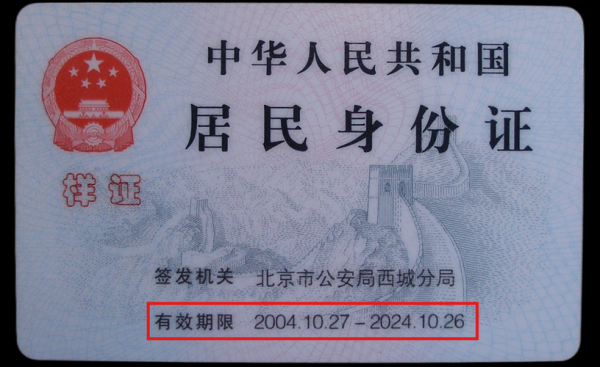 中华人民共和国
居民身份证
样证
签发机关 北京市公安局西城分局
有效期限 2004.10.27-2024.10.26